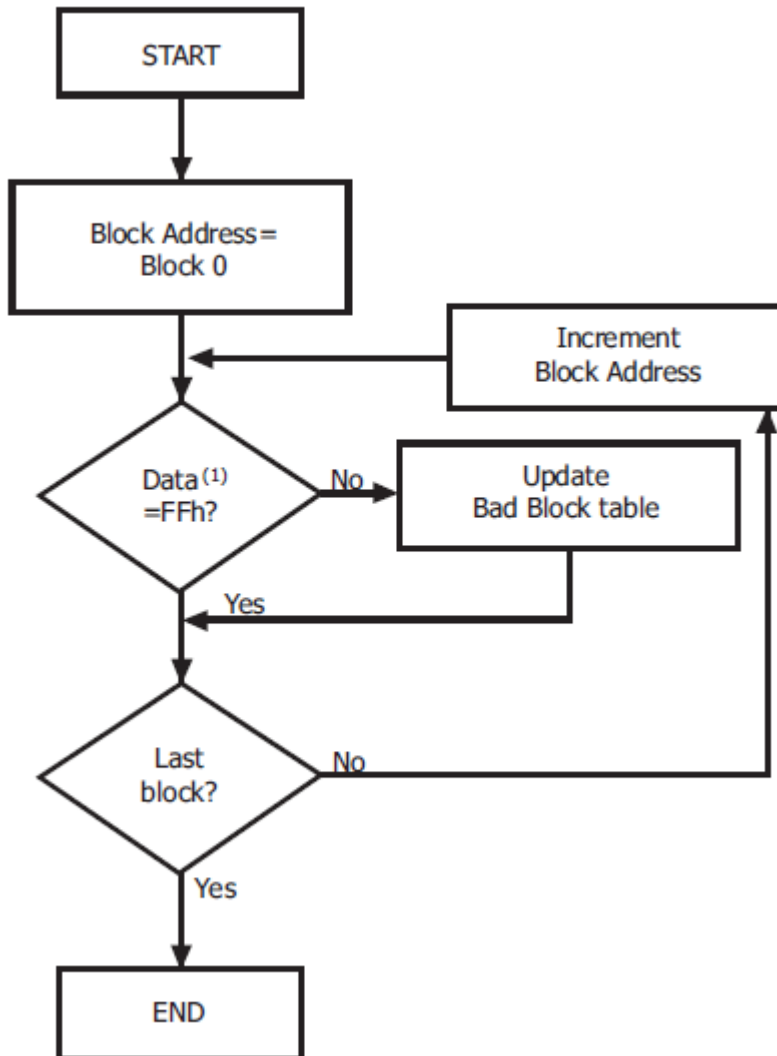 START
Block Address=
Block 0
Increment
Block Address
Data(1)
=FFh?
No
Update
Bad Block table
Yes
Last
block?
No
Yes
END